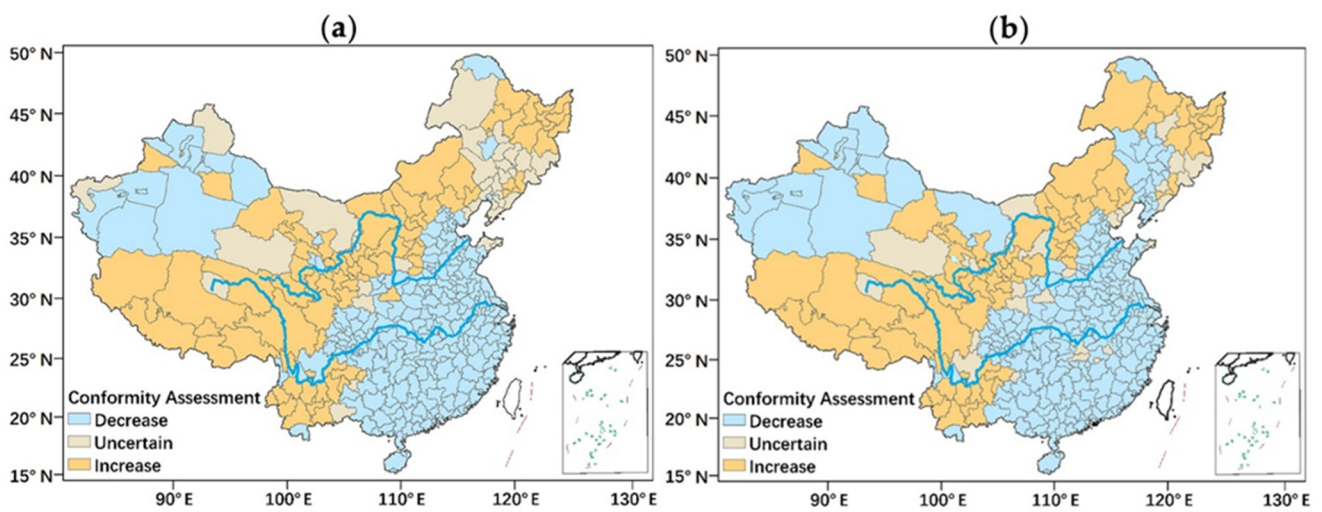 (a)
(b)
50° N
45° N
40° N
35° N
30° N
25° N
20° N
15° N
Conformity Assessment
Decrease
Uncertain
Increase
90° E
100° E
110° E
120° E
130° E
50° N
45° N
40° N
35° N
30° N
25° N
20° N
15° N
Conformity Assessment
Decrease
Uncertain
Increase
90° E
100° E
110° E
120° E
130° E